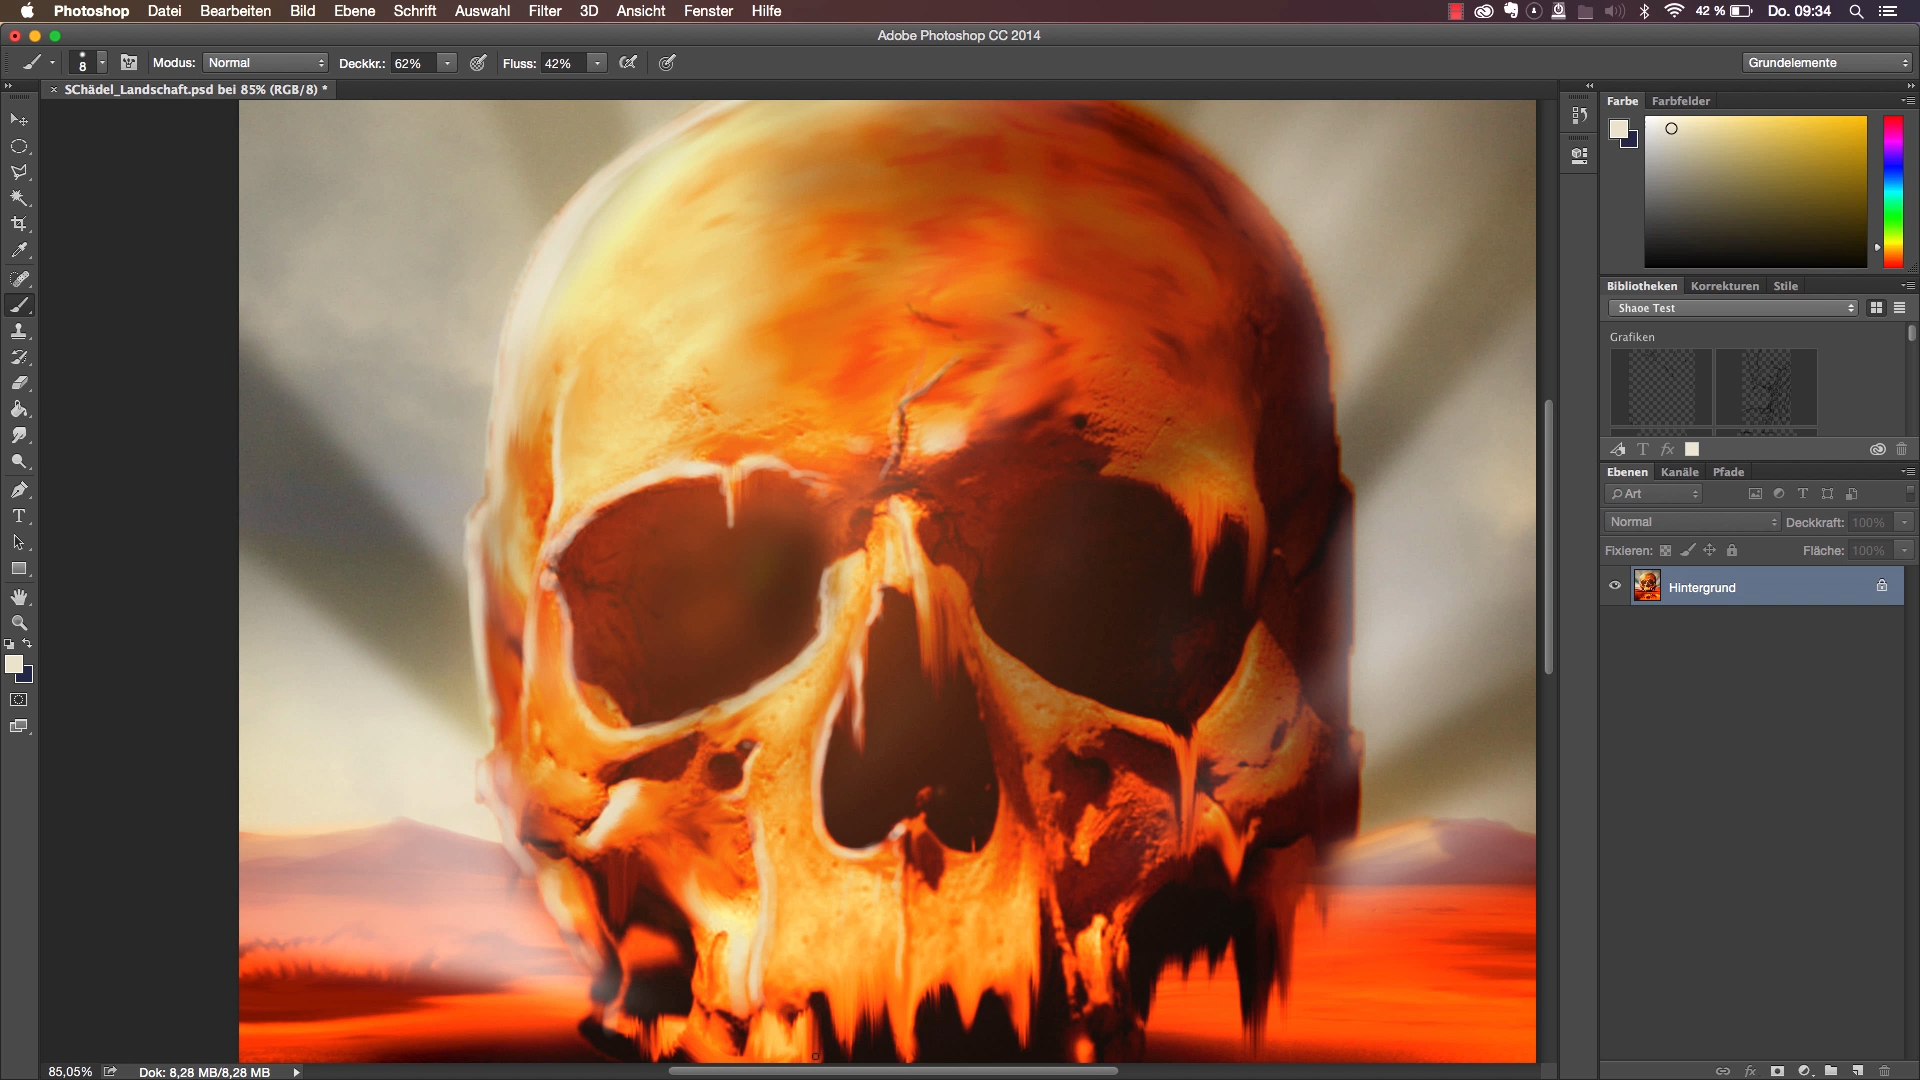 Photoshop Datei Bearbeiten Bild Ebene Schrift Auswahl Filter 3D Ansicht Fenster Hilfe 42 % Do. 09:34
Adobe Photoshop CC 2014
8 Modus: Normal Deckkr.: 62% Fluss: 42% Grundelemente
× SChädel_Landschaft.psd bei 85% (RGB/8) *
Farbe Farbfelder
Bibliotheken Korrekturen Stile
Shaoe Test
Grafiken
T fx
Ebenen Kanäle Pfade
Art T
Normal Deckkraft: 100%
Fixieren: Fläche: 100%
Hintergrund
T
85,05% Dok: 8,28 MB/8,28 MB
fx